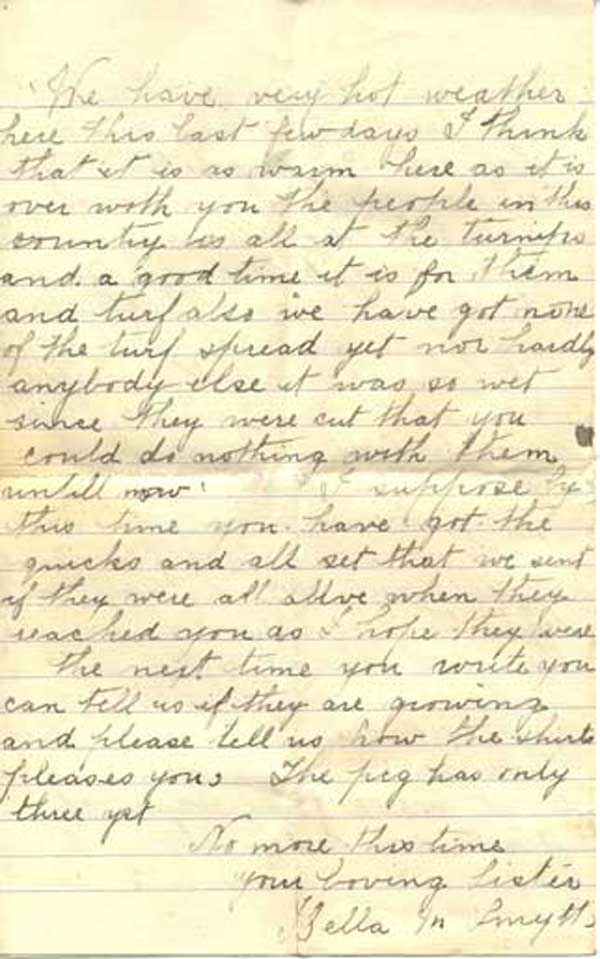 We have very hot weather
here this last few days I think
that it is as warm here as it is
over with you the people in this
country is all at the turnips
and a good time it is for them
and turf also we have got none
of the turf spread yet nor hardly
anybody else it was so wet
since they were cut that you
could do nothing with them
untill now I suppose by
this time you have got the
quicks and all set that we sent
if they were all alive when they
reached you as I hope they were
the next time you write you
can tell us if they are growing
and please tell us how the shirts
pleases you The pig has only
three yet
No more this time
your loving Sister
Bella M Smyth